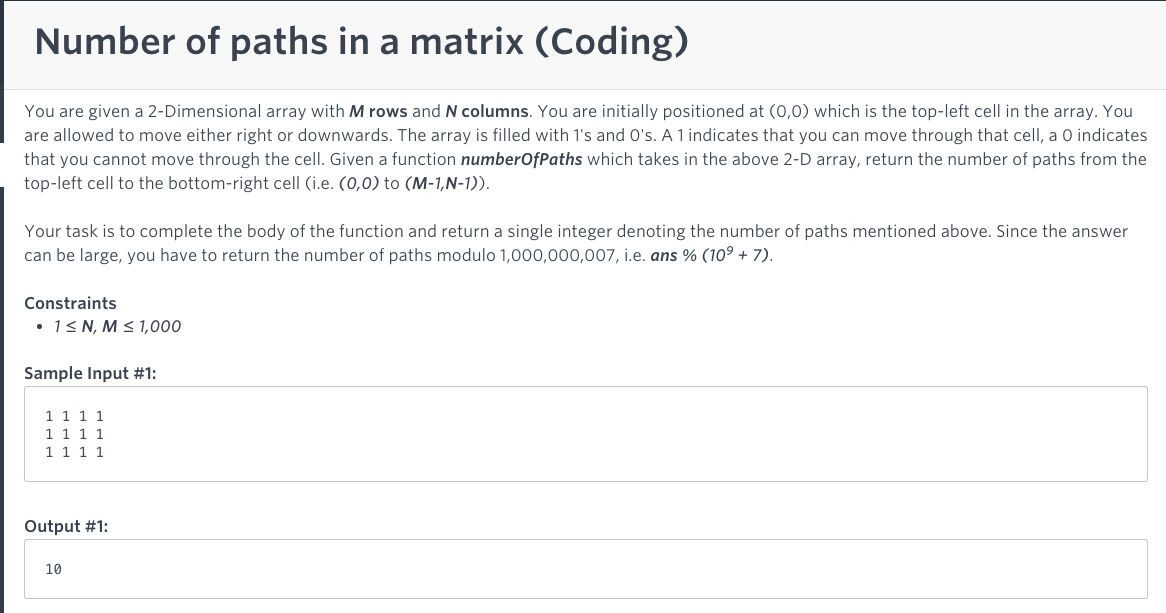 Number of paths in a matrix (Coding)
You are given a 2-Dimensional array with M rows and N columns. You are initially positioned at (0,0) which is the top-left cell in the array. You
are allowed to move either right or downwards. The array is filled with 1's and 0's. A 1 indicates that you can move through that cell, a 0 indicates
that you cannot move through the cell. Given a function numberOfPaths which takes in the above 2-D array, return the number of paths from the
top-left cell to the bottom-right cell (i.e. (0,0) to (M-1,N-1)).
Your task is to complete the body of the function and return a single integer denoting the number of paths mentioned above. Since the answer
can be large, you have to return the number of paths modulo 1,000,000,007, i.e. ans % (10⁹ + 7).
Constraints
• 1 ≤ N, M ≤ 1,000
Sample Input #1:
1 1 1 1
1 1 1 1
1 1 1 1
Output #1:
10